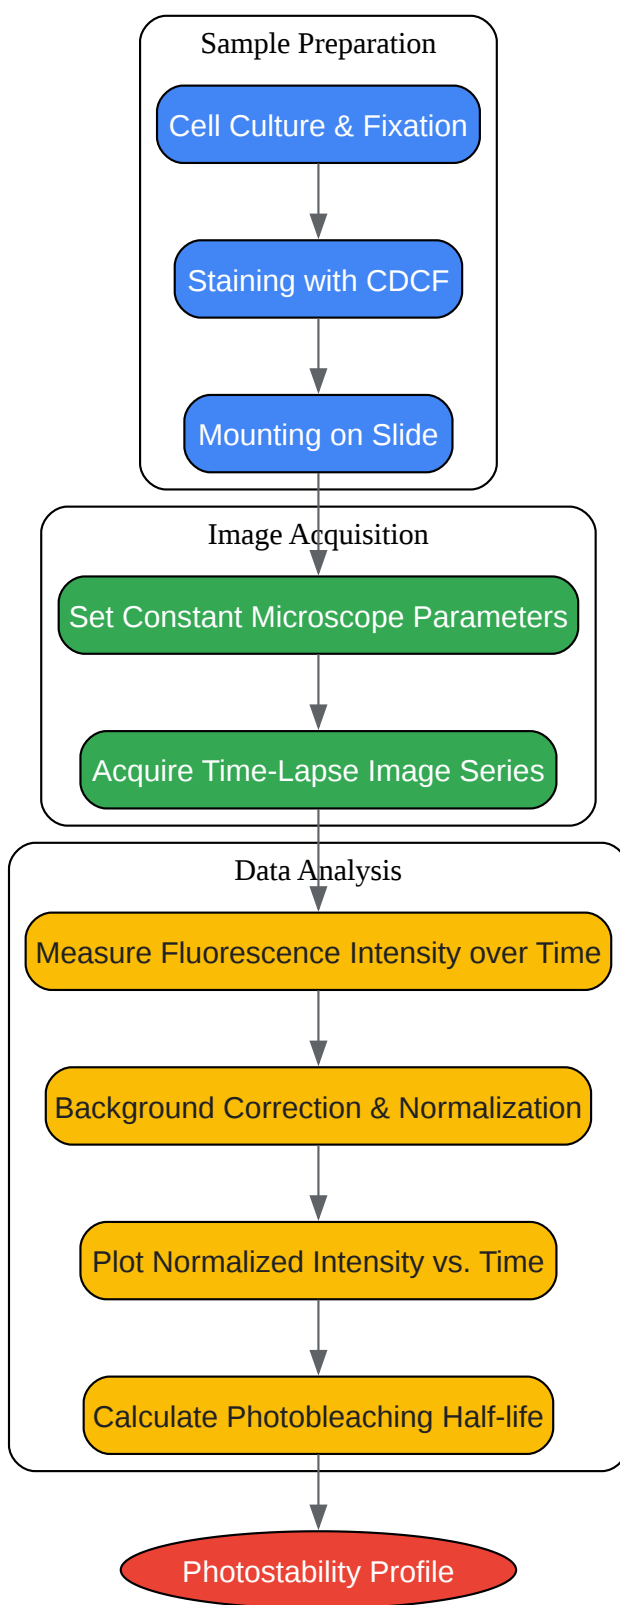 Sample Preparation
Cell Culture & Fixation
Staining with CDCF
Mounting on Slide
Image Acquisition
Set Constant Microscope Parameters
Acquire Time-Lapse Image Series
Data Analysis
Measure Fluorescence Intensity over Time
Background Correction & Normalization
Plot Normalized Intensity vs. Time
Calculate Photobleaching Half-life
Photostability Profile